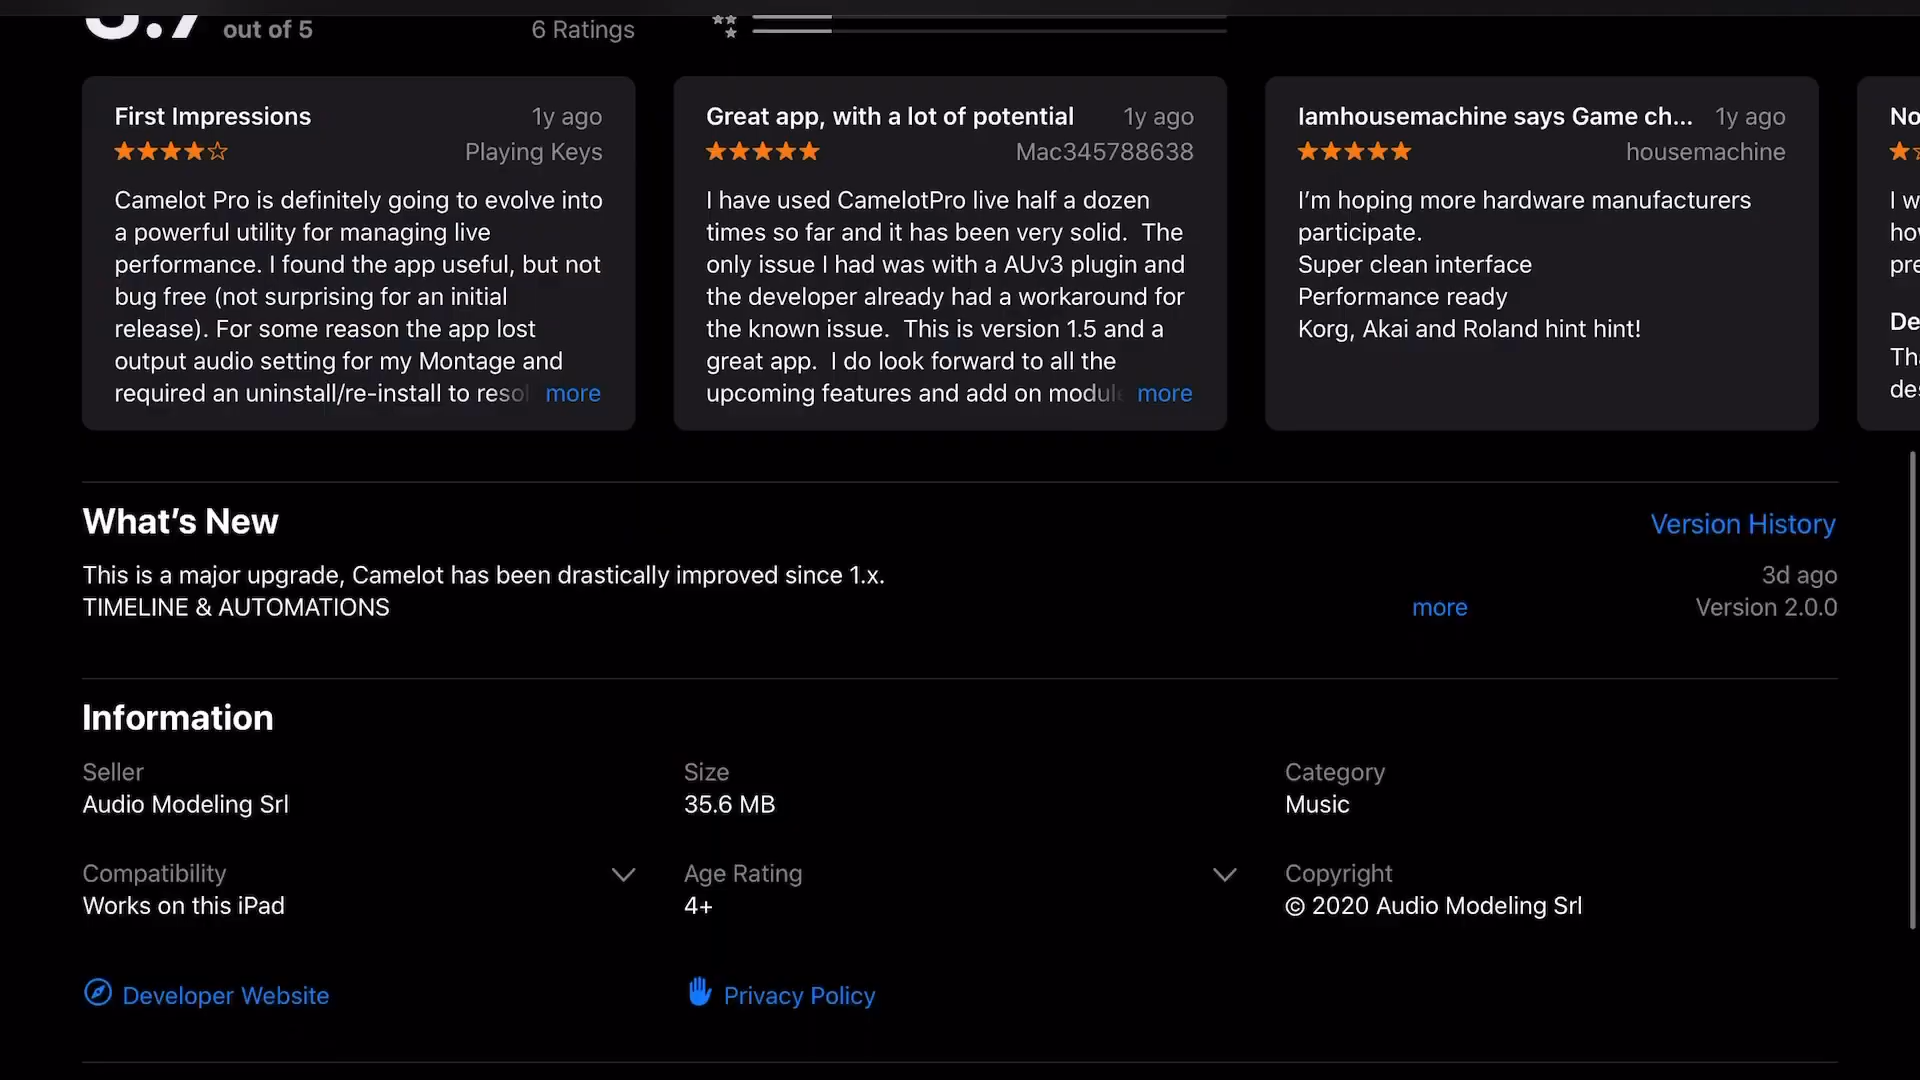 3.7 out of 5
6 Ratings
First Impressions
1y ago
Playing Keys
Camelot Pro is definitely going to evolve into
a powerful utility for managing live
performance. I found the app useful, but not
bug free (not surprising for an initial
release). For some reason the app lost
output audio setting for my Montage and
required an uninstall/re-install to resol more
Great app, with a lot of potential
1y ago
Mac345788638
I have used CamelotPro live half a dozen
times so far and it has been very solid.  The
only issue I had was with a AUv3 plugin and
the developer already had a workaround for
the known issue.  This is version 1.5 and a
great app.  I do look forward to all the
upcoming features and add on modul more
Iamhousemachine says Game ch...
1y ago
housemachine
I’m hoping more hardware manufacturers
participate.
Super clean interface
Performance ready
Korg, Akai and Roland hint hint!
No
I w
ho
pre
De
Tha
des
What’s New
Version History
This is a major upgrade, Camelot has been drastically improved since 1.x.
3d ago
TIMELINE & AUTOMATIONS
more
Version 2.0.0
Information
Seller
Audio Modeling Srl
Size
35.6 MB
Category
Music
Compatibility
Works on this iPad
Age Rating
4+
Copyright
© 2020 Audio Modeling Srl
Developer Website
Privacy Policy